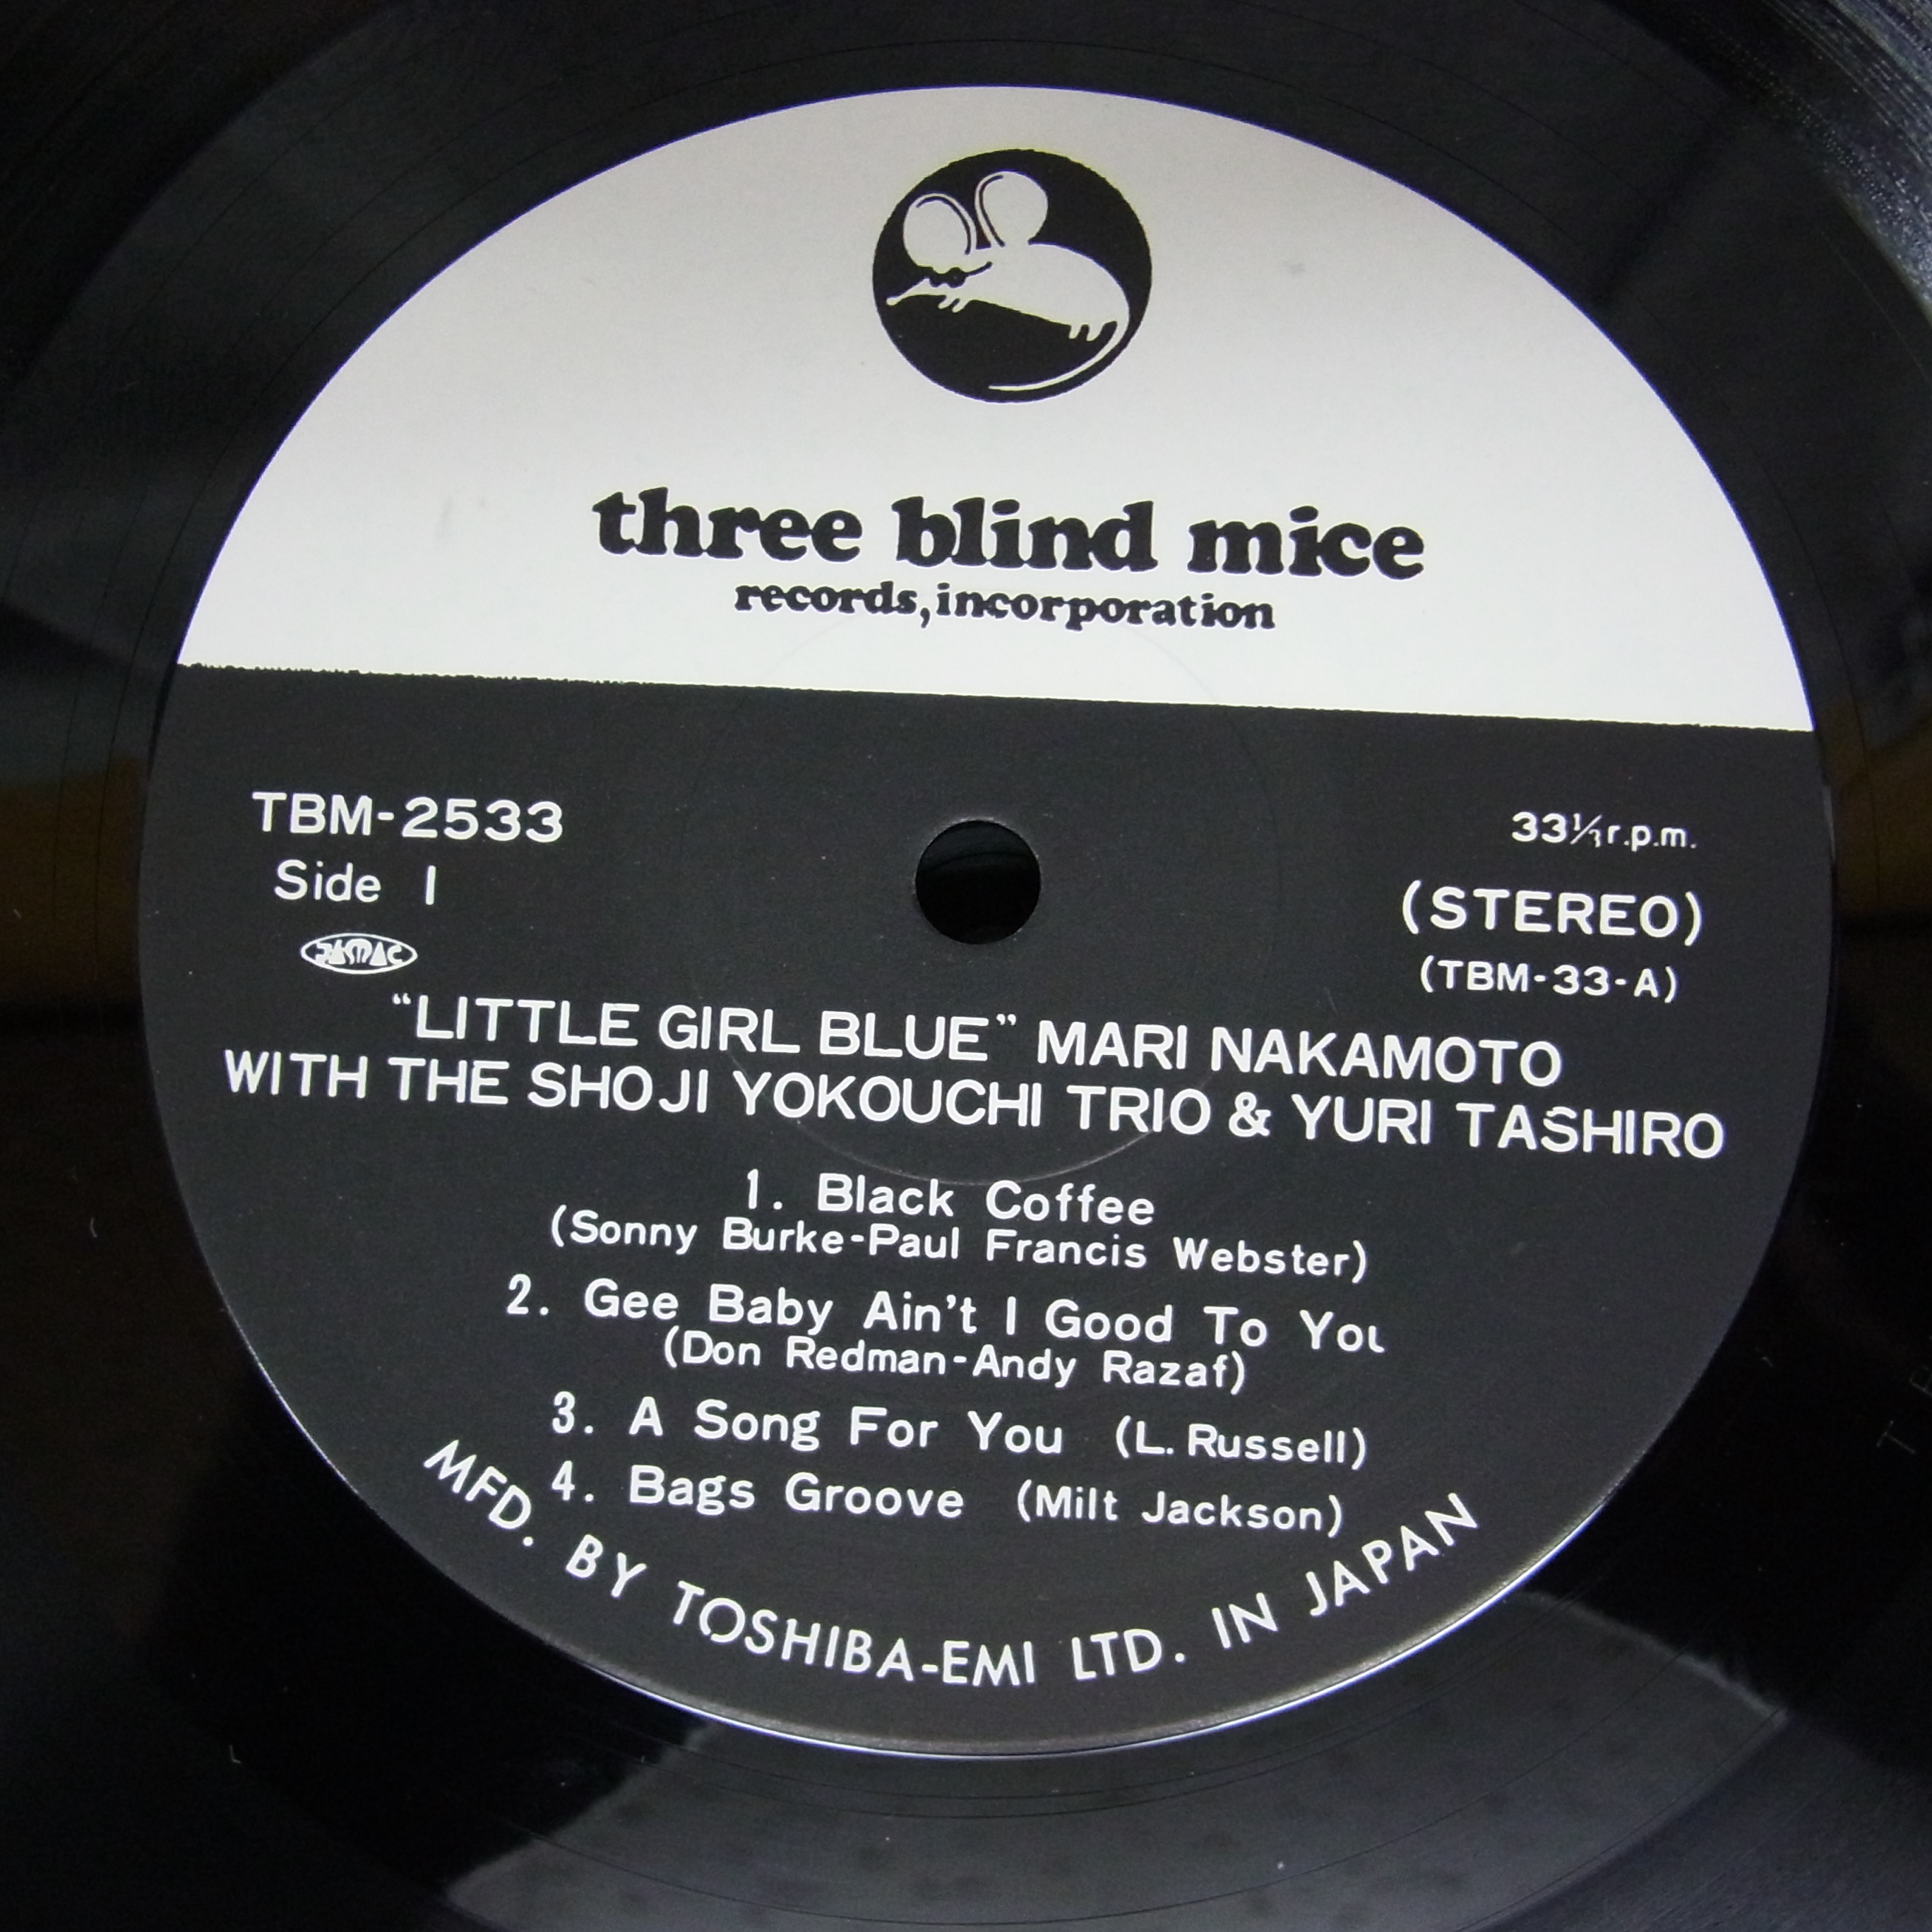 three blind mice
records, incorporation
TBM-2533
Side 1
JASRAC
33⅓ r.p.m.
(STEREO)
(TBM-33-A)
“LITTLE GIRL BLUE” MARI NAKAMOTO
WITH THE SHOJI YOKOUCHI TRIO & YURI TASHIRO
1. Black Coffee
(Sonny Burke-Paul Francis Webster)
2. Gee Baby Ain't I Good To You
(Don Redman-Andy Razaf)
3. A Song For You (L. Russell)
4. Bags Groove (Milt Jackson)
MFD. BY TOSHIBA-EMI LTD. IN JAPAN